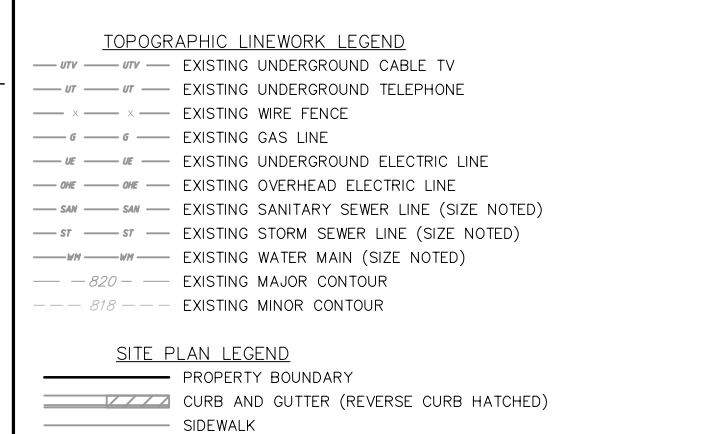 TOPOGRAPHIC LINEWORK LEGEND
UTV UTV EXISTING UNDERGROUND CABLE TV
UT UT EXISTING UNDERGROUND TELEPHONE
x x EXISTING WIRE FENCE
G G EXISTING GAS LINE
UE UE EXISTING UNDERGROUND ELECTRIC LINE
OHE OHE EXISTING OVERHEAD ELECTRIC LINE
SAN SAN EXISTING SANITARY SEWER LINE (SIZE NOTED)
ST ST EXISTING STORM SEWER LINE (SIZE NOTED)
WM WM EXISTING WATER MAIN (SIZE NOTED)
820 EXISTING MAJOR CONTOUR
818 EXISTING MINOR CONTOUR
SITE PLAN LEGEND
PROPERTY BOUNDARY
CURB AND GUTTER (REVERSE CURB HATCHED)
SIDEWALK